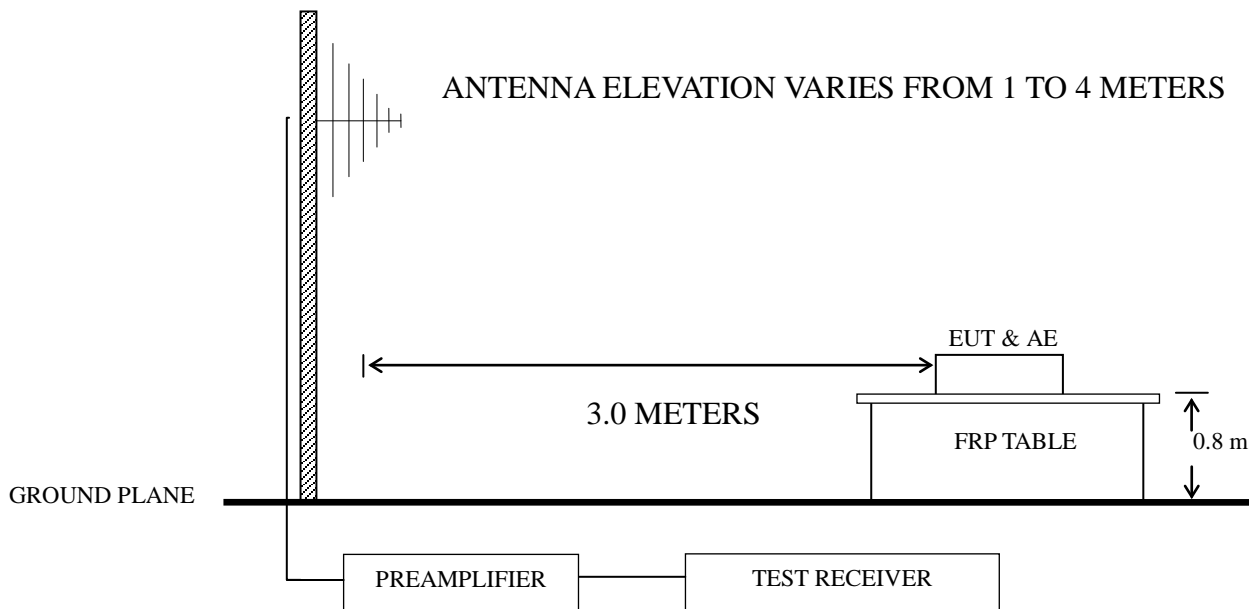 ANTENNA ELEVATION VARIES FROM 1 TO 4 METERS
EUT & AE
3.0 METERS
FRP TABLE
0.8 m
GROUND PLANE
PREAMPLIFIER
TEST RECEIVER